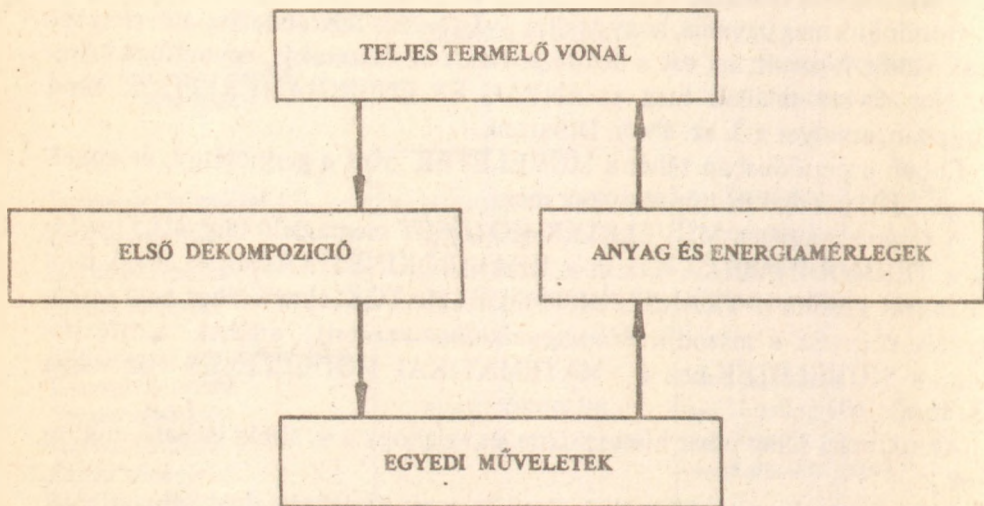 TELJES TERMELŐ VONAL
ELSŐ DEKOMPOZICIÓ
ANYAG ÉS ENERGIAMÉRLEGEK
EGYEDI MŰVELETEK